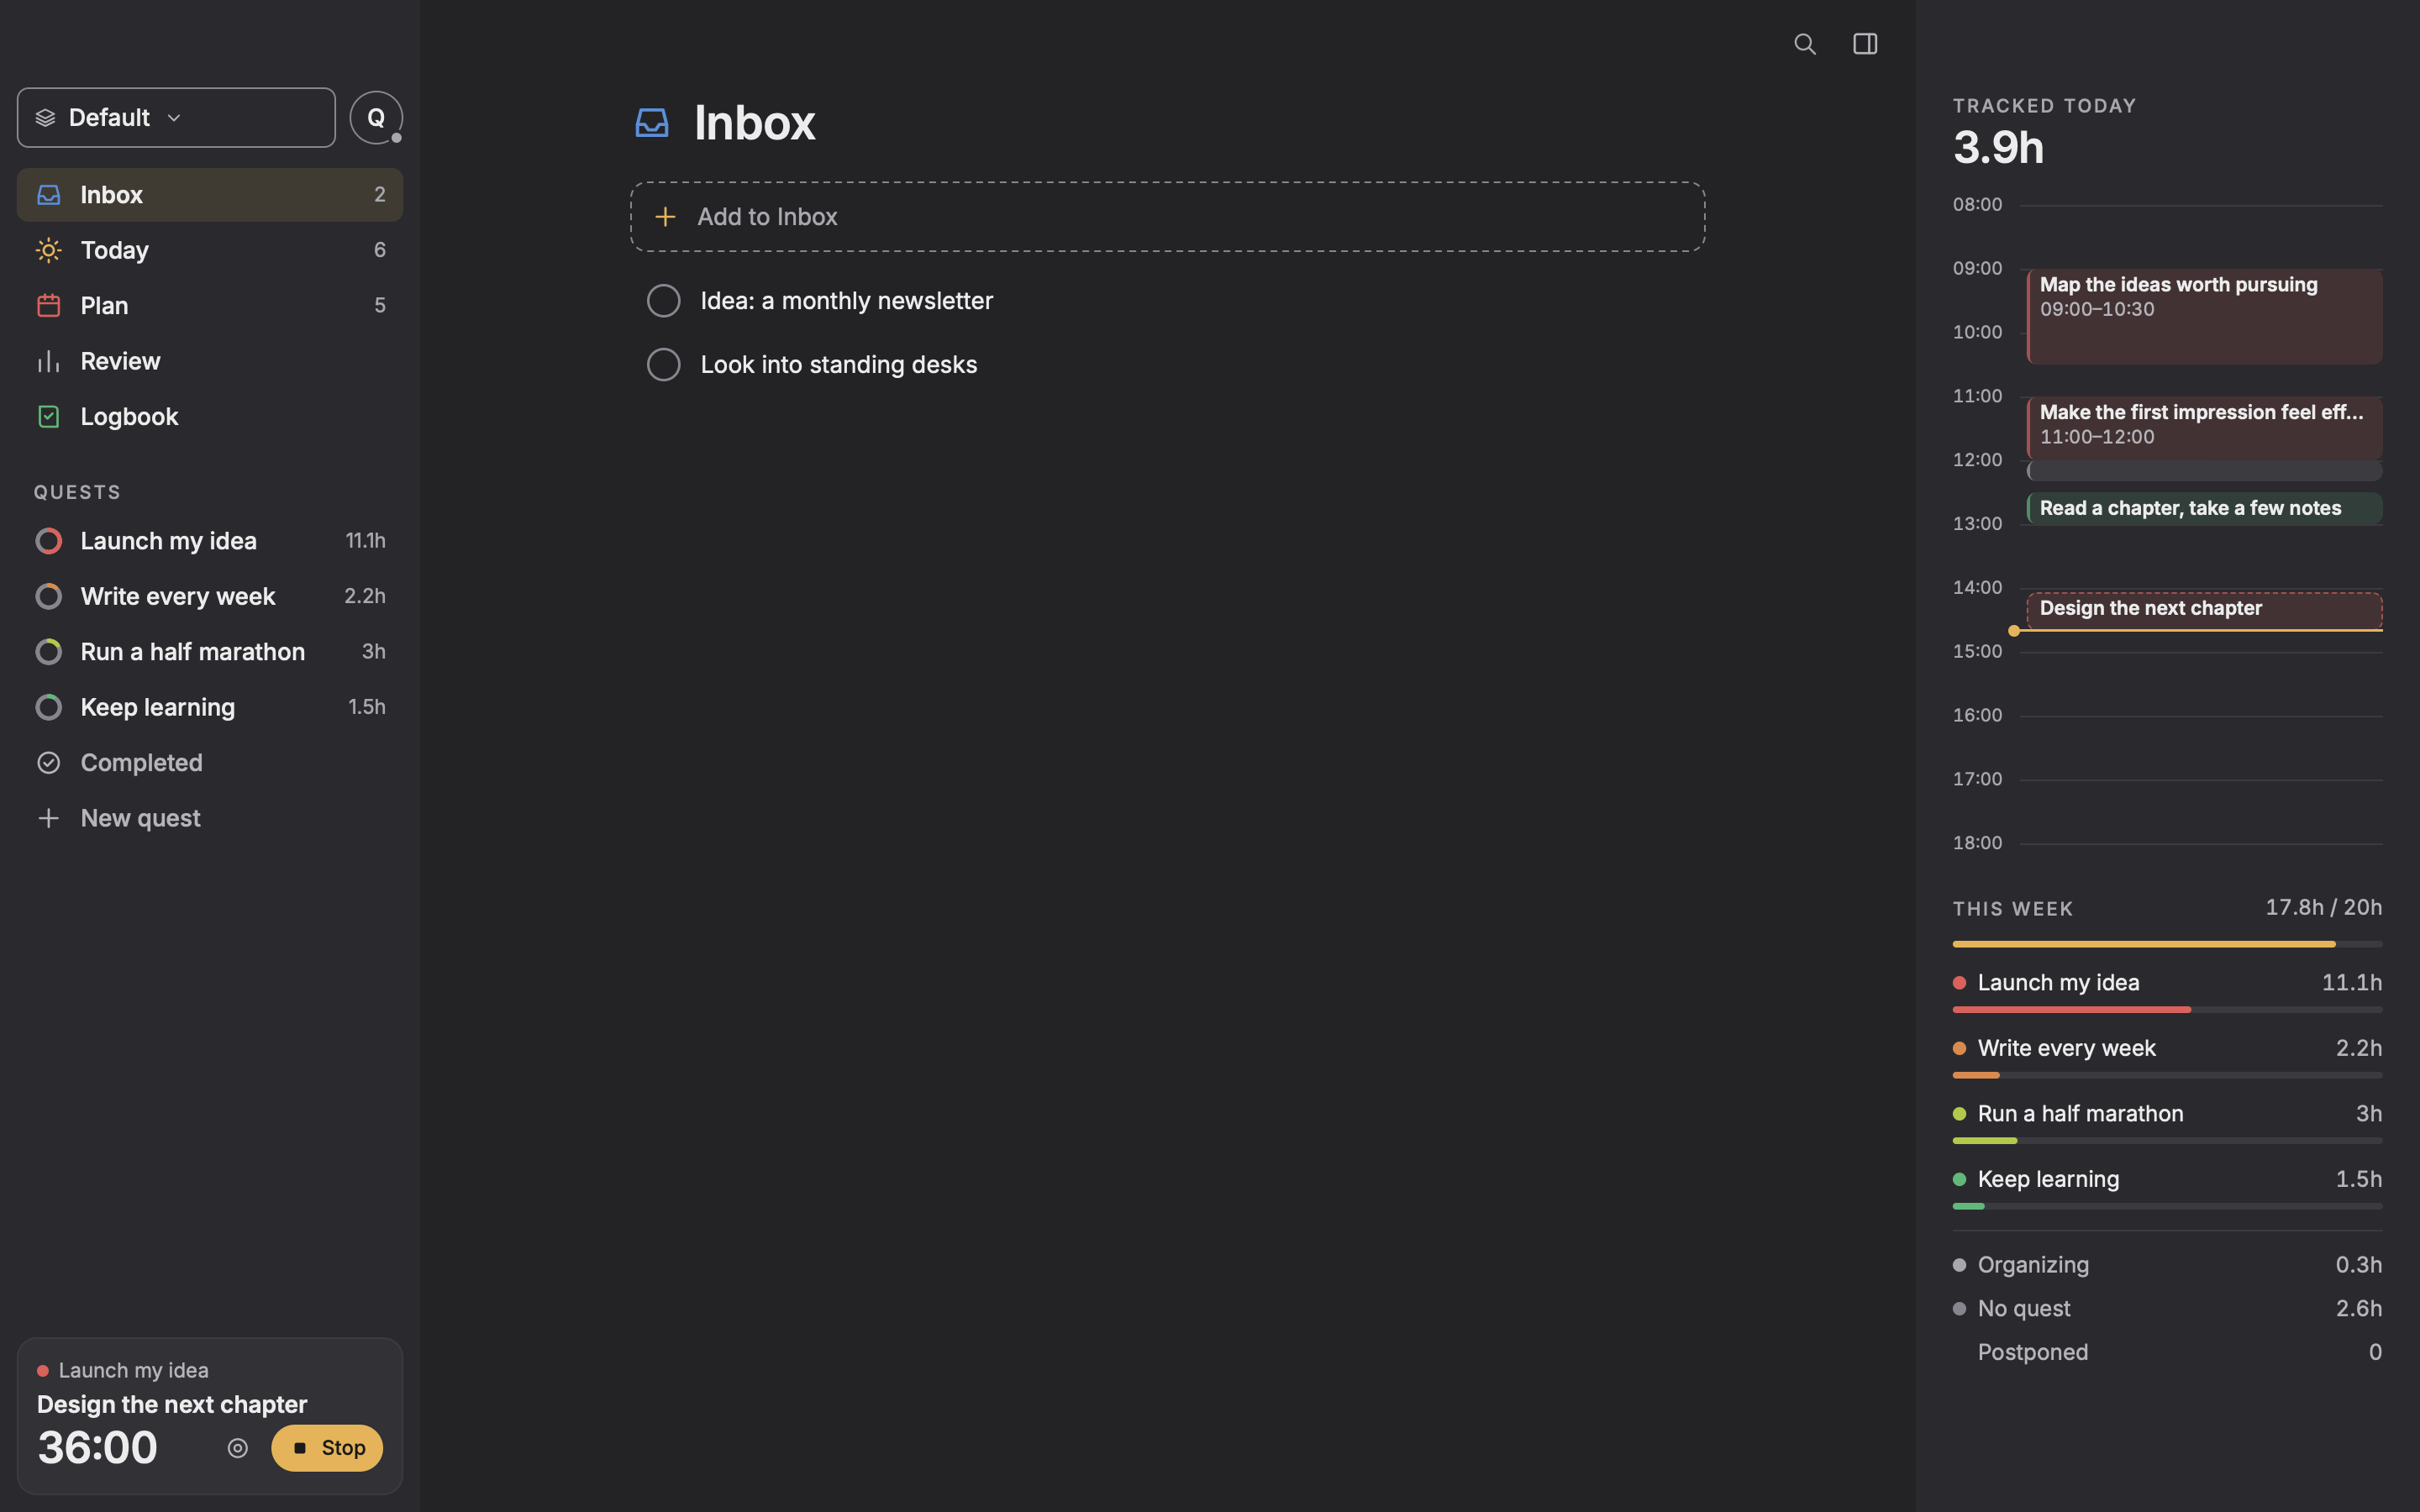 Default
Q
Inbox 2
Today 6
Plan 5
Review
Logbook
QUESTS
Launch my idea 11.1h
Write every week 2.2h
Run a half marathon 3h
Keep learning 1.5h
Completed
New quest
Launch my idea
Design the next chapter
36:00 Stop
Inbox
Add to Inbox
Idea: a monthly newsletter
Look into standing desks
TRACKED TODAY
3.9h
08:00
09:00
Map the ideas worth pursuing
09:00–10:30
10:00
11:00
Make the first impression feel eff...
11:00–12:00
12:00
Read a chapter, take a few notes
13:00
14:00
Design the next chapter
15:00
16:00
17:00
18:00
THIS WEEK 17.8h / 20h
Launch my idea 11.1h
Write every week 2.2h
Run a half marathon 3h
Keep learning 1.5h
Organizing 0.3h
No quest 2.6h
Postponed 0